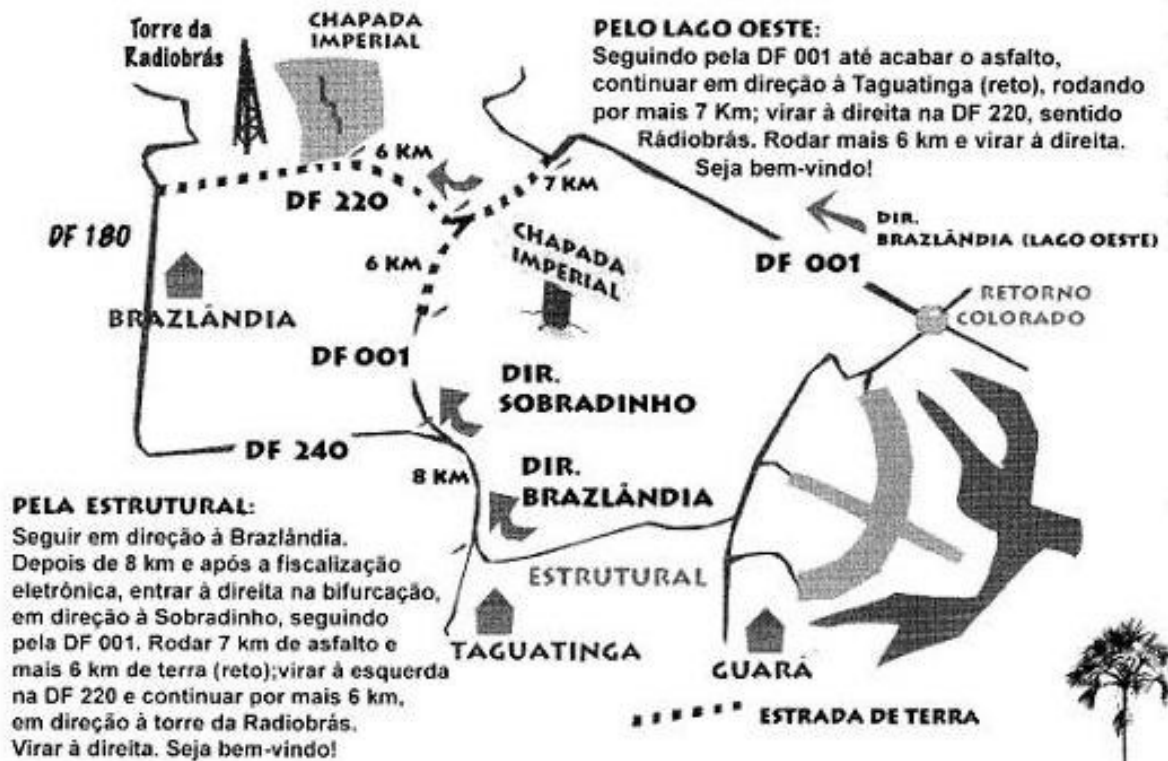 Torre da
Radiobrás
CHAPADA
IMPERIAL
PELO LAGO OESTE:
Seguindo pela DF 001 até acabar o asfalto,
continuar em direção à Taguatinga (reto), rodando
por mais 7 Km; virar à direita na DF 220, sentido
Rádiobrás. Rodar mais 6 km e virar à direita.
Seja bem-vindo!
6 KM
7 KM
DF 220
DF 180
DIR.
BRAZLÂNDIA (LAGO OESTE)
CHAPADA
IMPERIAL
6 KM
DF 001
RETORNO
COLORADO
BRAZLÂNDIA
DF 001
DIR.
SOBRADINHO
DF 240
8 KM
DIR.
BRAZLÂNDIA
PELA ESTRUTURAL:
Seguir em direção à Brazlândia.
Depois de 8 km e após a fiscalização
eletrônica, entrar à direita na bifurcação,
em direção à Sobradinho, seguindo
pela DF 001. Rodar 7 km de asfalto e
mais 6 km de terra (reto);virar à esquerda
na DF 220 e continuar por mais 6 km,
em direção à torre da Radiobrás.
Virar à direita. Seja bem-vindo!
ESTRUTURAL
TAGUATINGA
GUARÁ
ESTRADA DE TERRA